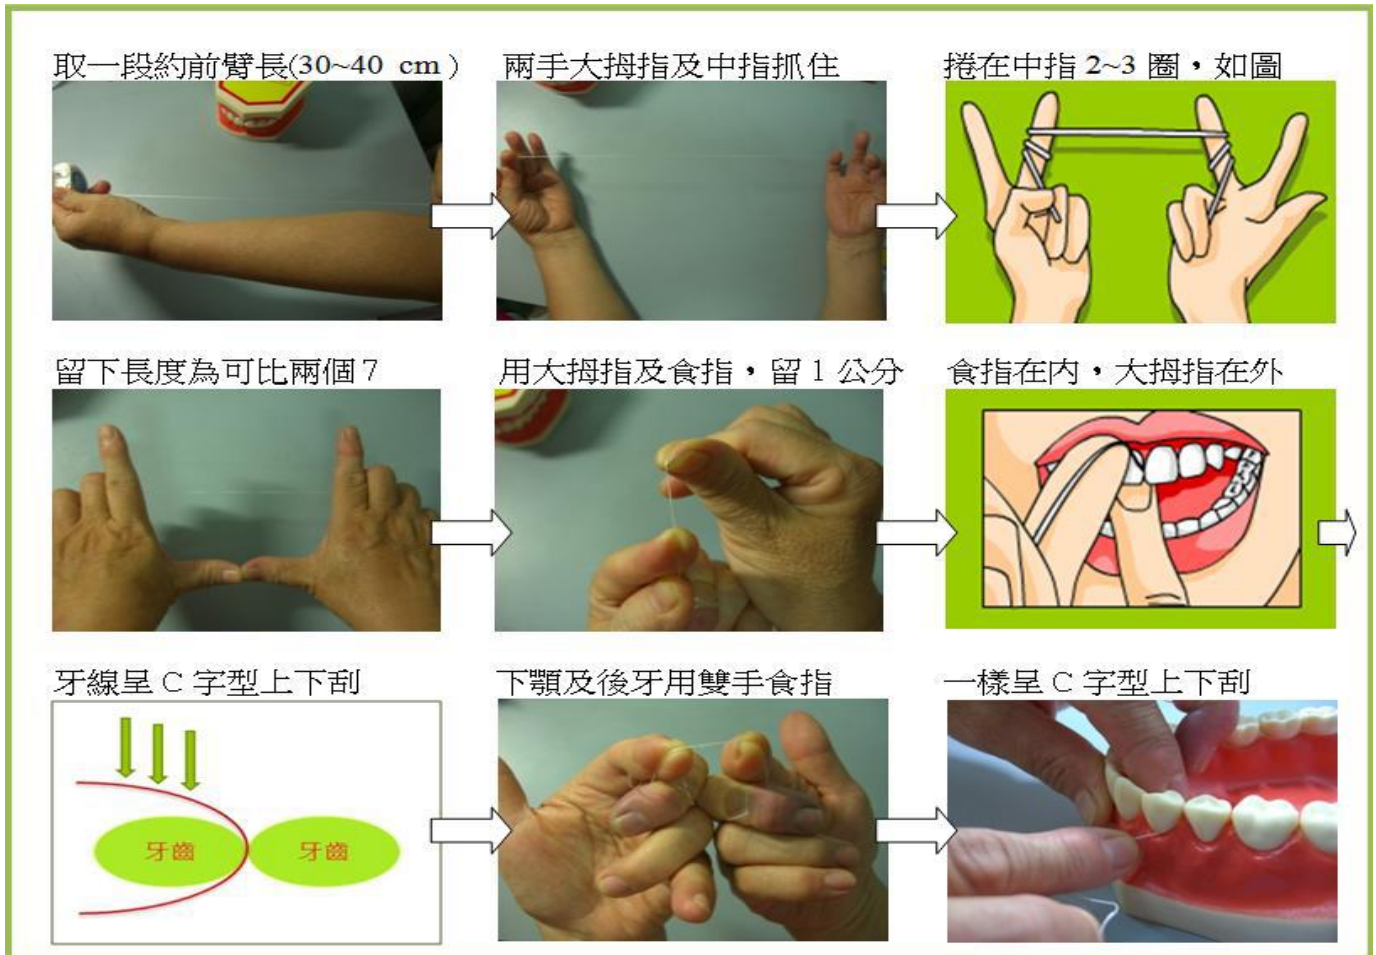 取一段約前臂長(30~40 cm)
兩手大拇指及中指抓住
捲在中指 2~3 圈，如圖
留下長度為可比兩個 7
用大拇指及食指，留 1 公分
食指在內，大拇指在外
牙線呈 C 字型上下刮
下顎及後牙用雙手食指
一樣呈 C 字型上下刮
牙齒
牙齒